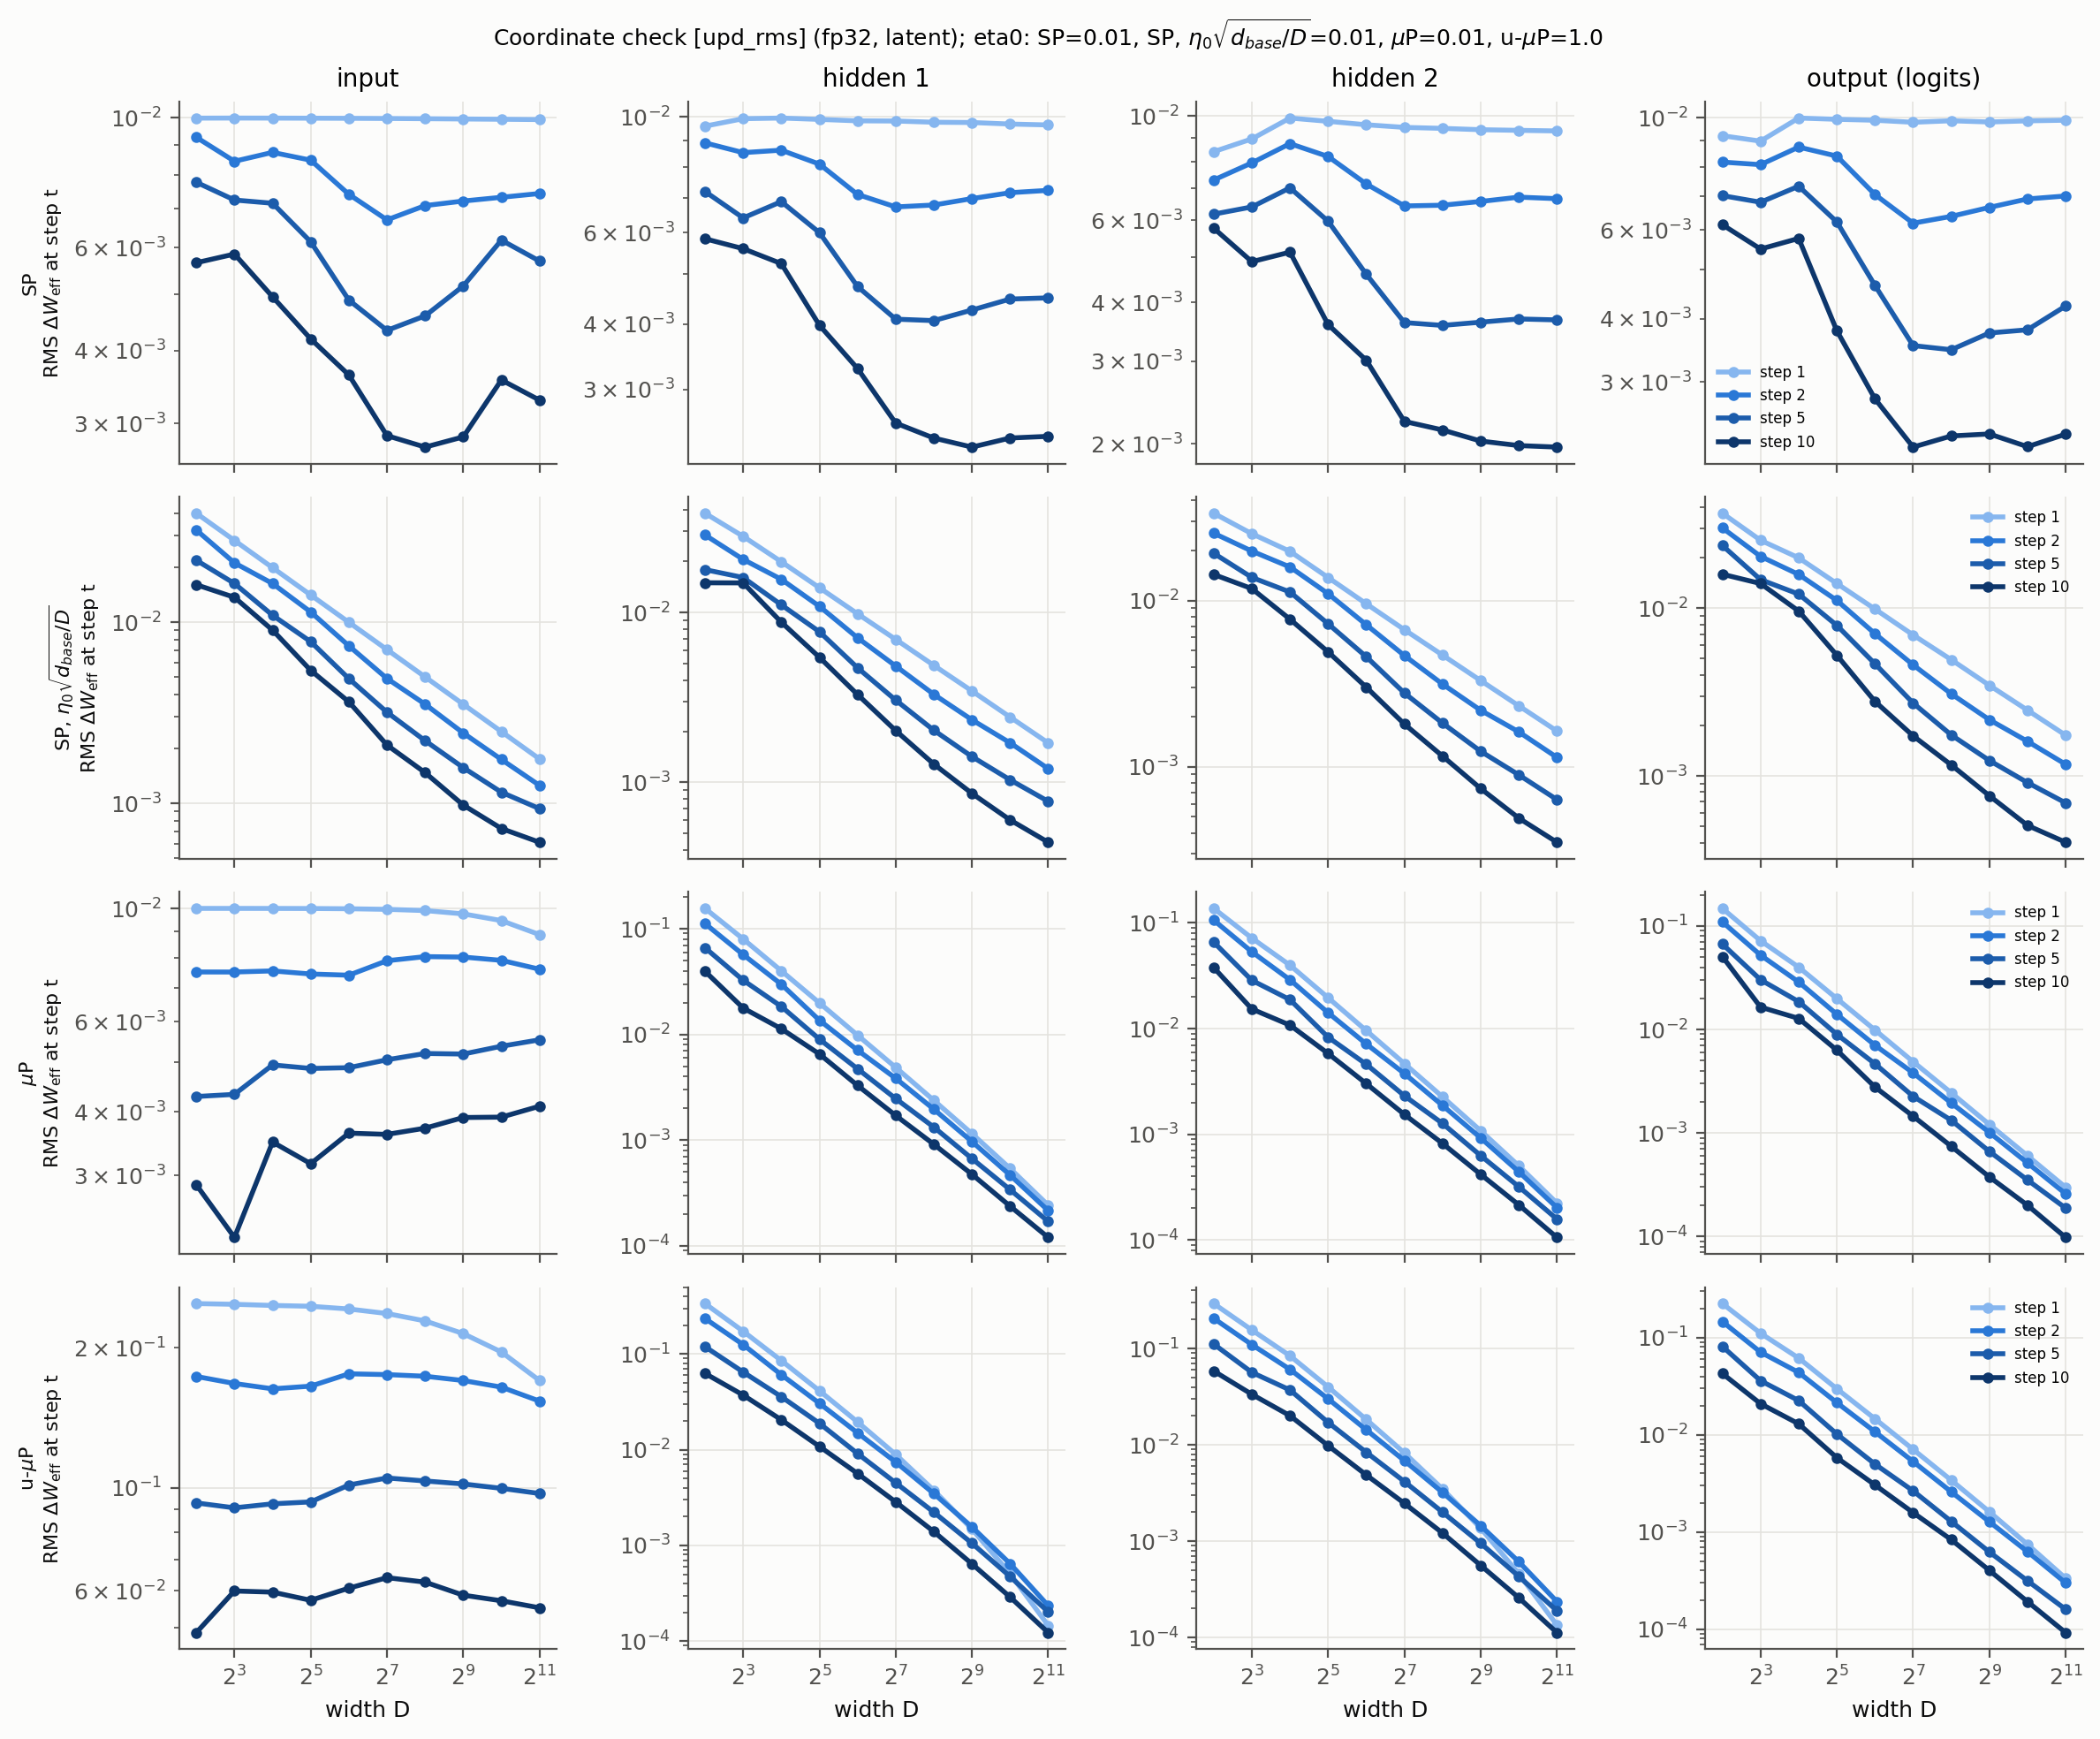 Coordinate check [upd_rms] (fp32, latent); eta0: SP=0.01, SP, η₀√(d_base/D)=0.01, μP=0.01, u-μP=1.0
input
hidden 1
hidden 2
output (logits)
SP
RMS ΔW_eff at step t
10⁻²
6 × 10⁻³
4 × 10⁻³
3 × 10⁻³
10⁻²
6 × 10⁻³
4 × 10⁻³
3 × 10⁻³
10⁻²
6 × 10⁻³
4 × 10⁻³
3 × 10⁻³
2 × 10⁻³
10⁻²
6 × 10⁻³
4 × 10⁻³
3 × 10⁻³
step 1
step 2
step 5
step 10
SP, η₀√(d_base/D)
RMS ΔW_eff at step t
10⁻²
10⁻³
10⁻²
10⁻³
10⁻²
10⁻³
10⁻²
10⁻³
step 1
step 2
step 5
step 10
μP
RMS ΔW_eff at step t
10⁻²
6 × 10⁻³
4 × 10⁻³
3 × 10⁻³
10⁻¹
10⁻²
10⁻³
10⁻⁴
10⁻¹
10⁻²
10⁻³
10⁻⁴
10⁻¹
10⁻²
10⁻³
10⁻⁴
step 1
step 2
step 5
step 10
u-μP
RMS ΔW_eff at step t
2 × 10⁻¹
10⁻¹
6 × 10⁻²
10⁻¹
10⁻²
10⁻³
10⁻⁴
10⁻¹
10⁻²
10⁻³
10⁻⁴
10⁻¹
10⁻²
10⁻³
10⁻⁴
step 1
step 2
step 5
step 10
2³ 2⁵ 2⁷ 2⁹ 2¹¹
2³ 2⁵ 2⁷ 2⁹ 2¹¹
2³ 2⁵ 2⁷ 2⁹ 2¹¹
2³ 2⁵ 2⁷ 2⁹ 2¹¹
width D
width D
width D
width D